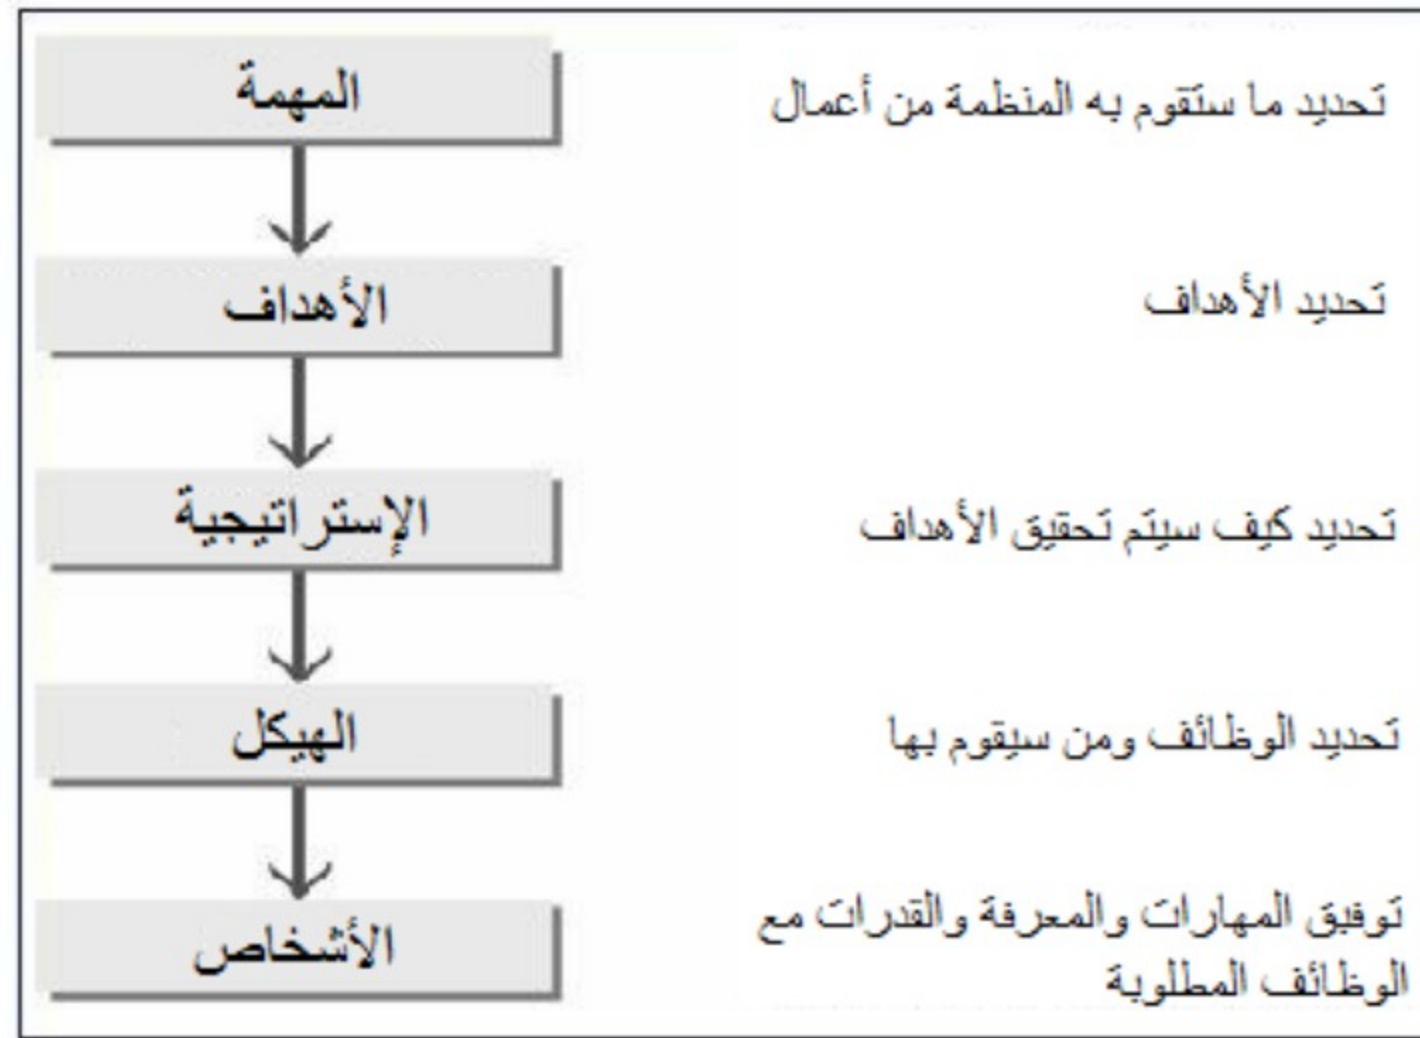 المهمة
تحديد ما ستقوم به المنظمة من أعمال
الأهداف
تحديد الأهداف
الإستراتيجية
تحديد كيف سيتم تحقيق الأهداف
الهيكل
تحديد الوظائف ومن سيقوم بها
الأشخاص
توفيق المهارات والمعرفة والقدرات مع
الوظائف المطلوبة